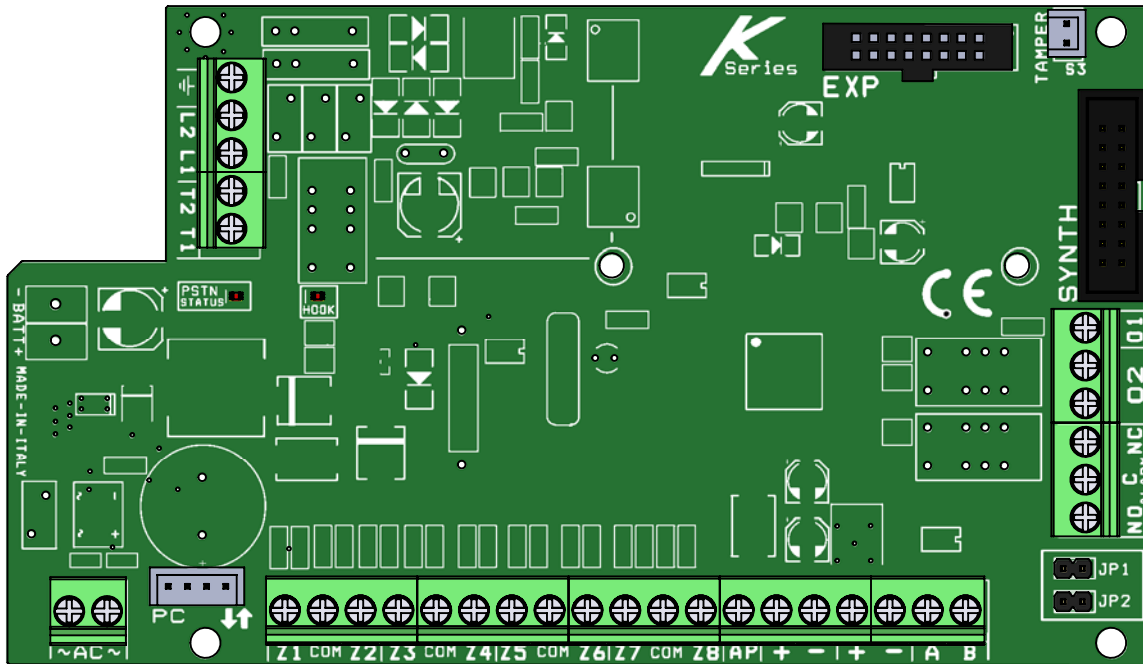 K
Series
EXP
TAMPER
S3
L2 L1 T2 T1
SYNTH
PSTN
STATUS
HOOK
- BATT +
MADE-IN-ITALY
CE
O1
O2
NC
C
NO
JP1
JP2
PC
~AC~
Z1 COM Z2 Z3 COM Z4 Z5 COM Z6 Z7 COM Z8 AP + - + - A B